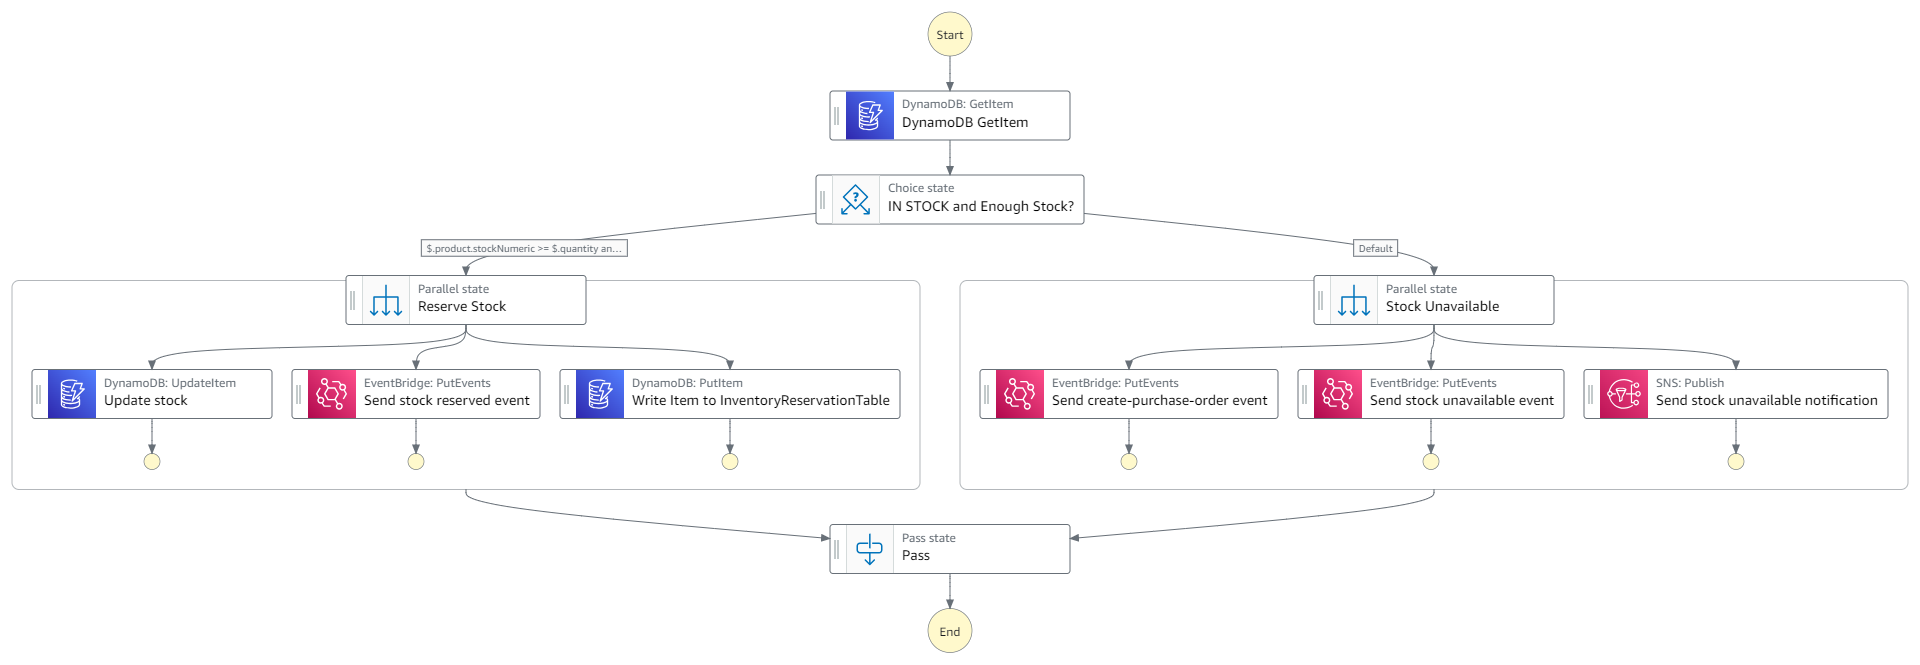 Start
DynamoDB: GetItem
DynamoDB GetItem
Choice state
IN STOCK and Enough Stock?
$.product.stockNumeric >= $.quantity an...
Default
Parallel state
Reserve Stock
Parallel state
Stock Unavailable
DynamoDB: UpdateItem
Update stock
EventBridge: PutEvents
Send stock reserved event
DynamoDB: PutItem
Write Item to InventoryReservationTable
EventBridge: PutEvents
Send create-purchase-order event
EventBridge: PutEvents
Send stock unavailable event
SNS: Publish
Send stock unavailable notification
Pass state
Pass
End